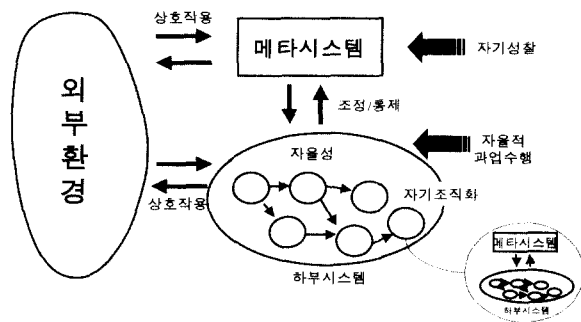 상호작용
메타시스템
자기성찰
외
부
환
경
조정/통제
자율성
자율적
과업수행
자기조직화
상호작용
하부시스템
메타시스템
하부시스템